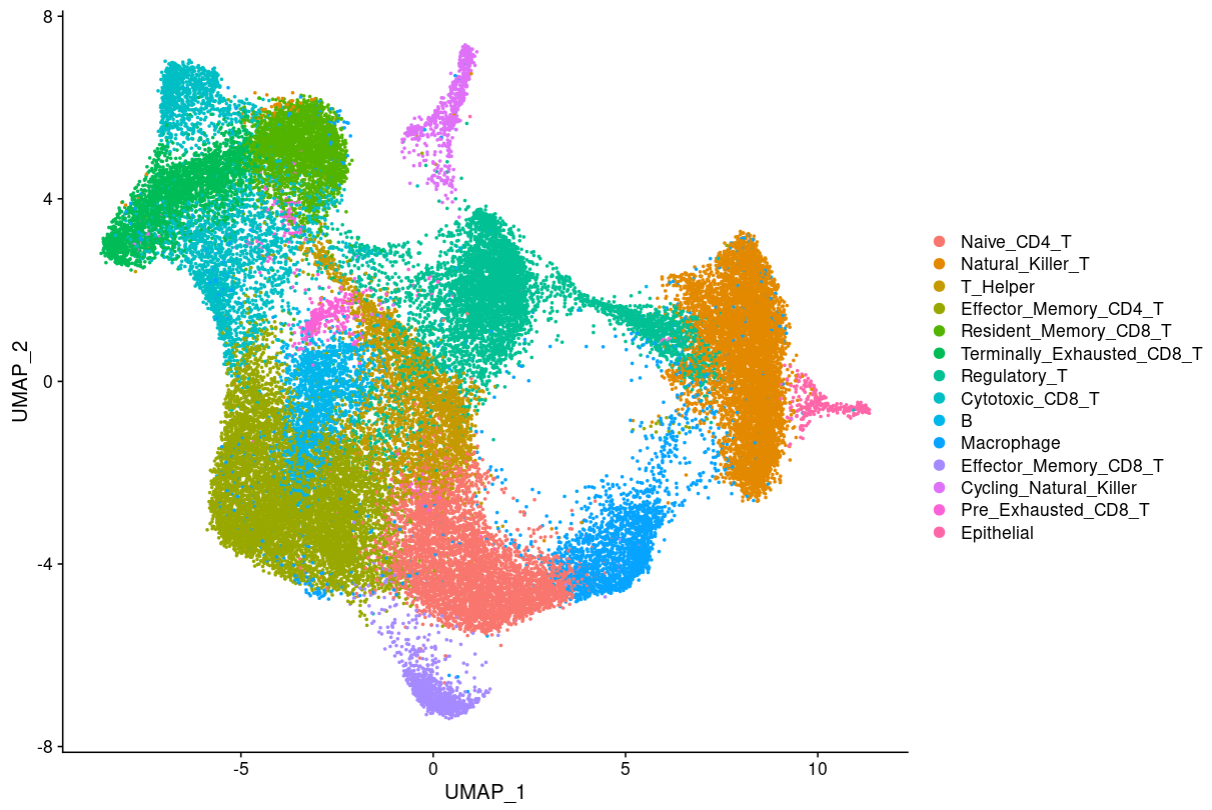 8
4
0
-4
-8
UMAP_2
-5
0
5
10
UMAP_1
Naive_CD4_T
Natural_Killer_T
T_Helper
Effector_Memory_CD4_T
Resident_Memory_CD8_T
Terminally_Exhausted_CD8_T
Regulatory_T
Cytotoxic_CD8_T
B
Macrophage
Effector_Memory_CD8_T
Cycling_Natural_Killer
Pre_Exhausted_CD8_T
Epithelial